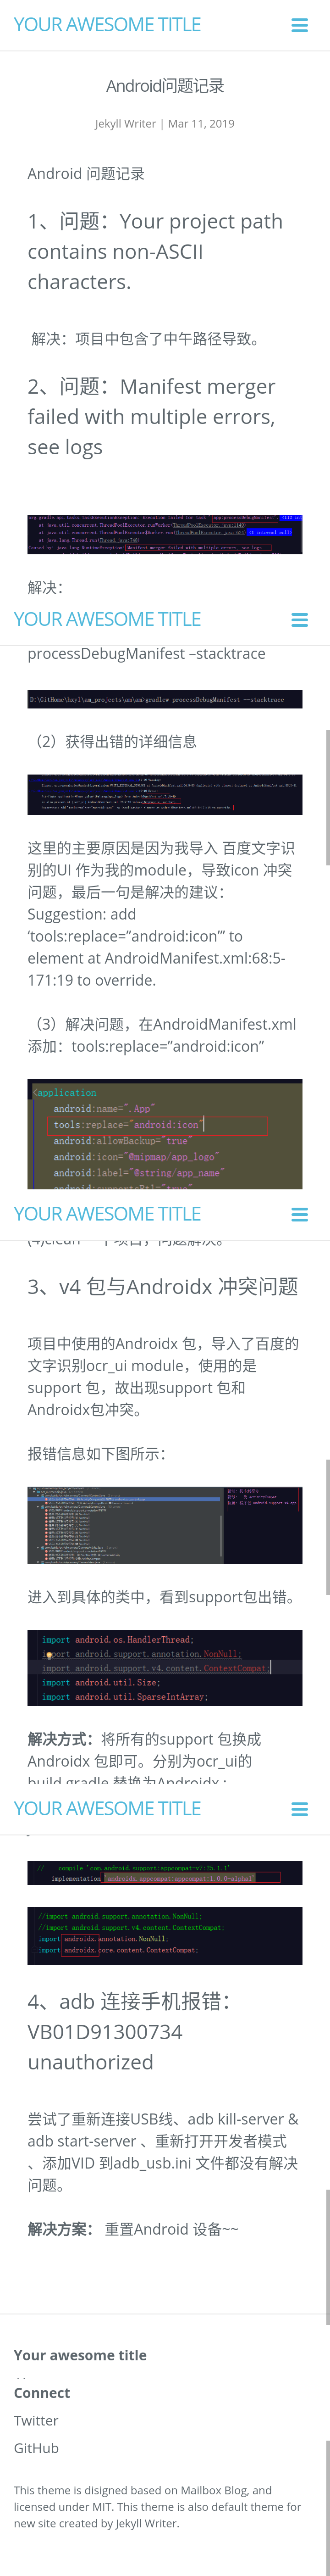 YOUR AWESOME TITLE
Android问题记录
Jekyll Writer | Mar 11, 2019
Android 问题记录
1、问题：Your project path
contains non-ASCII
characters.
解决：项目中包含了中午路径导致。
2、问题：Manifest merger
failed with multiple errors,
see logs
解决：
YOUR AWESOME TITLE
processDebugManifest –stacktrace
D:\GitHome\hxy1\am_projects\am\am>gradlew processDebugManifest --stacktrace
（2）获得出错的详细信息
这里的主要原因是因为我导入 百度文字识
别的UI 作为我的module，导致icon 冲突
问题，最后一句是解决的建议：
Suggestion: add
‘tools:replace=”android:icon”’ to
element at AndroidManifest.xml:68:5-
171:19 to override.
（3）解决问题，在AndroidManifest.xml
添加：tools:replace=”android:icon”
<application
android:name=".App"
tools:replace="android:icon"
android:allowBackup="true"
android:icon="@mipmap/app_logo"
android:label="@string/app_name"
android:supportsRtl="true"
YOUR AWESOME TITLE
3、v4 包与Androidx 冲突问题
项目中使用的Androidx 包，导入了百度的
文字识别ocr_ui module，使用的是
support 包，故出现support 包和
Androidx包冲突。
报错信息如下图所示：
进入到具体的类中，看到support包出错。
import android.os.HandlerThread;
import android.support.annotation.NonNull;
import android.support.v4.content.ContextCompat;
import android.util.Size;
import android.util.SparseIntArray;
解决方式：将所有的support 包换成
Androidx 包即可。分别为ocr_ui的
build.gradle 替换为Androidx :
YOUR AWESOME TITLE
// compile 'com.android.support:appcompat-v7:25.1.1'
implementation 'androidx.appcompat:appcompat:1.0.0-alpha1'
//import android.support.annotation.NonNull;
//import android.support.v4.content.ContextCompat;
import androidx.annotation.NonNull;
import androidx.core.content.ContextCompat;
4、adb 连接手机报错：
VB01D91300734
unauthorized
尝试了重新连接USB线、adb kill-server &
adb start-server 、重新打开开发者模式
、添加VID 到adb_usb.ini 文件都没有解决
问题。
解决方案： 重置Android 设备~~
Your awesome title
Connect
Twitter
GitHub
This theme is disigned based on Mailbox Blog, and
licensed under MIT. This theme is also default theme for
new site created by Jekyll Writer.